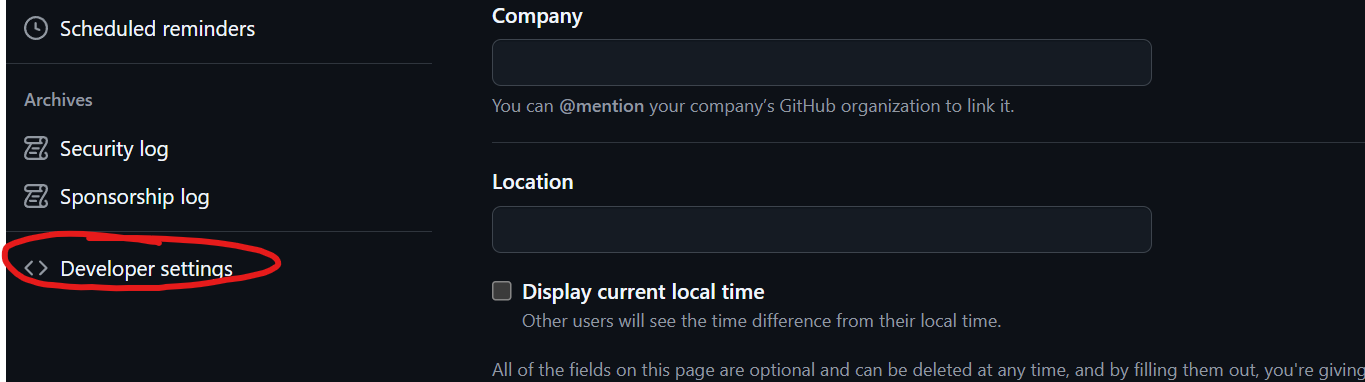 Scheduled reminders
Archives
Security log
Sponsorship log
Developer settings
Company
You can @mention your company’s GitHub organization to link it.
Location
Display current local time
Other users will see the time difference from their local time.
All of the fields on this page are optional and can be deleted at any time, and by filling them out, you're giving